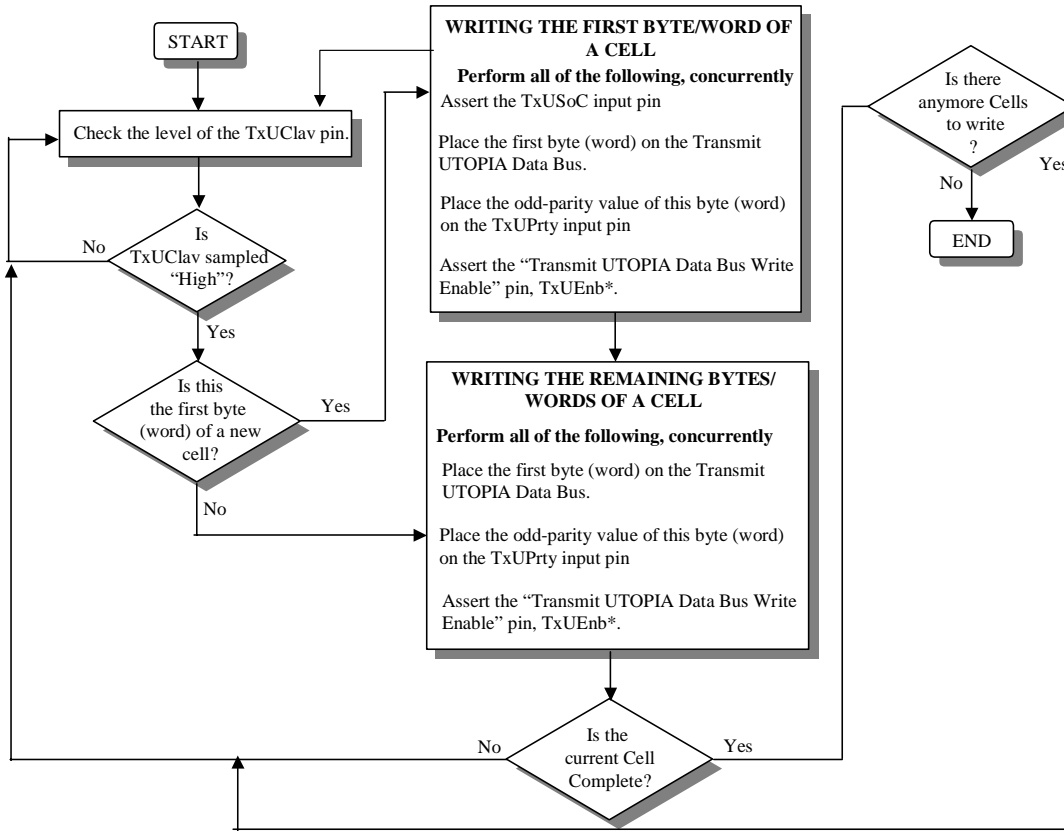 START
Check the level of the TxUClav pin.
Is
TxUClav sampled
“High”?
No
Yes
Is this
the first byte
(word) of a new
cell?
Yes
No
WRITING THE FIRST BYTE/WORD OF
A CELL
Perform all of the following, concurrently
Assert the TxUSoC input pin
Place the first byte (word) on the Transmit
UTOPIA Data Bus.
Place the odd-parity value of this byte (word)
on the TxUPrty input pin
Assert the “Transmit UTOPIA Data Bus Write
Enable” pin, TxUEnb*.
WRITING THE REMAINING BYTES/
WORDS OF A CELL
Perform all of the following, concurrently
Place the first byte (word) on the Transmit
UTOPIA Data Bus.
Place the odd-parity value of this byte (word)
on the TxUPrty input pin
Assert the “Transmit UTOPIA Data Bus Write
Enable” pin, TxUEnb*.
Is the
current Cell
Complete?
No
Yes
Is there
anymore Cells
to write
?
Yes
No
END